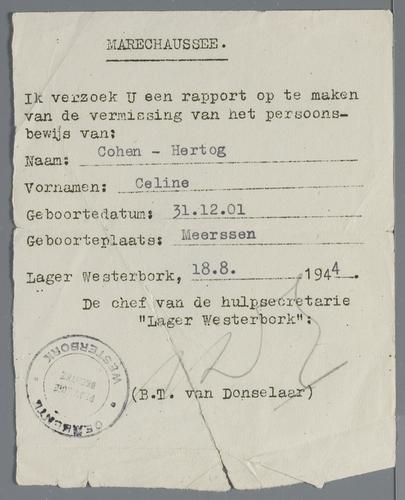 MARECHAUSSEE.
Ik verzoek U een rapport op te maken
van de vermissing van het persoons-
bewijs van:
Naam: Cohen - Hertog
Vornamen: Celine
Geboortedatum: 31.12.01
Geboorteplaats: Meerssen
Lager Westerbork, 18.8. 1944.
De chef van de hulpsecretarie
"Lager Westerbork":
(B.T. van Donselaar)
GEMEENTE
WESTERBORK